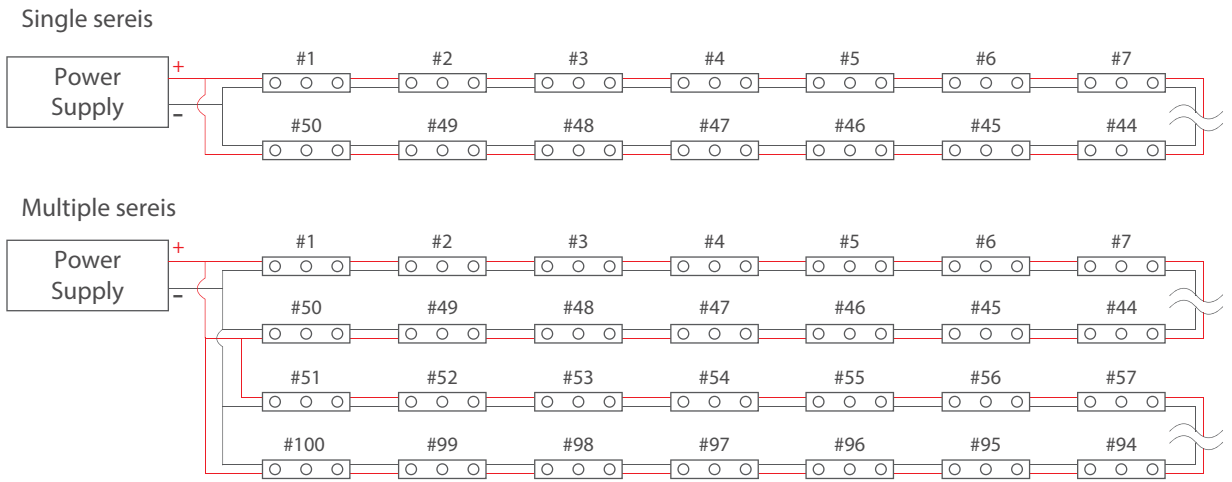 Single sereis
#1 #2 #3 #4 #5 #6 #7
Power
Supply
+
-
#50 #49 #48 #47 #46 #45 #44
Multiple sereis
#1 #2 #3 #4 #5 #6 #7
Power
Supply
+
-
#50 #49 #48 #47 #46 #45 #44
#51 #52 #53 #54 #55 #56 #57
#100 #99 #98 #97 #96 #95 #94